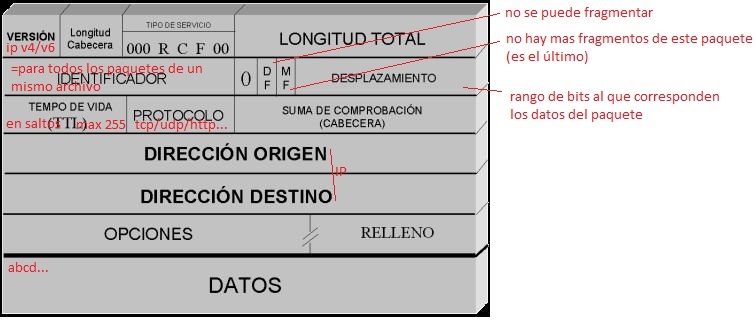 VERSIÓN
ip v4/v6
Longitud
Cabecera
TIPO DE SERVICIO
000 R C F 00
LONGITUD TOTAL
no se puede fragmentar
no hay mas fragmentos de este paquete
(es el último)
=para todos los paquetes de un
mismo archivo
IDENTIFICADOR
0
D
F
M
F
DESPLAZAMIENTO
rango de bits al que corresponden
los datos del paquete
TEMPO DE VIDA
(TTL)
en saltos
max 255
PROTOCOLO
tcp/udp/http...
SUMA DE COMPROBACIÓN
(CABECERA)
DIRECCIÓN ORIGEN
IP
DIRECCIÓN DESTINO
OPCIONES
RELLENO
abcd...
DATOS